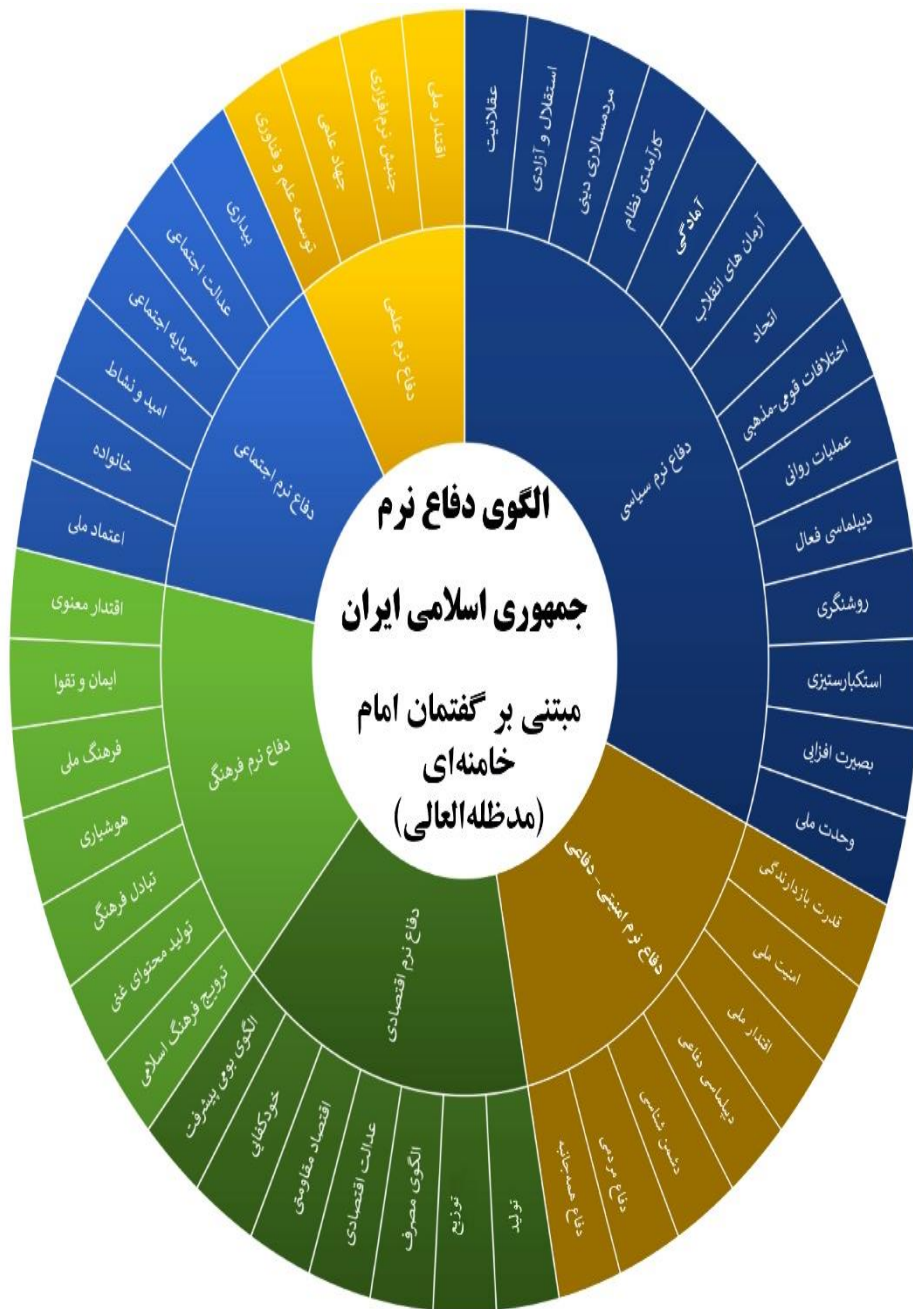 الگوی دفاع نرم
جمهوری اسلامی ایران
مبتنی بر گفتمان امام
خامنه‌ای
(مدظله‌العالی)
دفاع نرم سیاسی
عقلانیت
استقلال و آزادی
مردمسالاری دینی
کارآمدی نظام
آمادگی
آرمان های انقلاب
اتحاد
اختلافات قومی-مذهبی
عملیات روانی
دیپلماسی فعال
روشنگری
استکبارستیزی
بصیرت افزایی
وحدت ملی
دفاع نرم امنیتی - دفاعی
قدرت بازدارندگی
امنیت ملی
اقتدار ملی
دیپلماسی دفاعی
دشمن شناسی
دفاع مردمی
دفاع همه‌جانبه
دفاع نرم اقتصادی
تولید
توزیع
الگوی مصرف
عدالت اقتصادی
اقتصاد مقاومتی
خودکفایی
الگوی بومی پیشرفت
دفاع نرم فرهنگی
ترویج فرهنگ اسلامی
تولید محتوای غنی
تبادل فرهنگی
هوشیاری
فرهنگ ملی
ایمان و تقوا
اقتدار معنوی
دفاع نرم اجتماعی
اعتماد ملی
خانواده
امید و نشاط
سرمایه اجتماعی
عدالت اجتماعی
بیداری
دفاع نرم علمی
توسعه علم و فناوری
جهاد علمی
جنبش نرم‌افزاری
اقتدار ملی